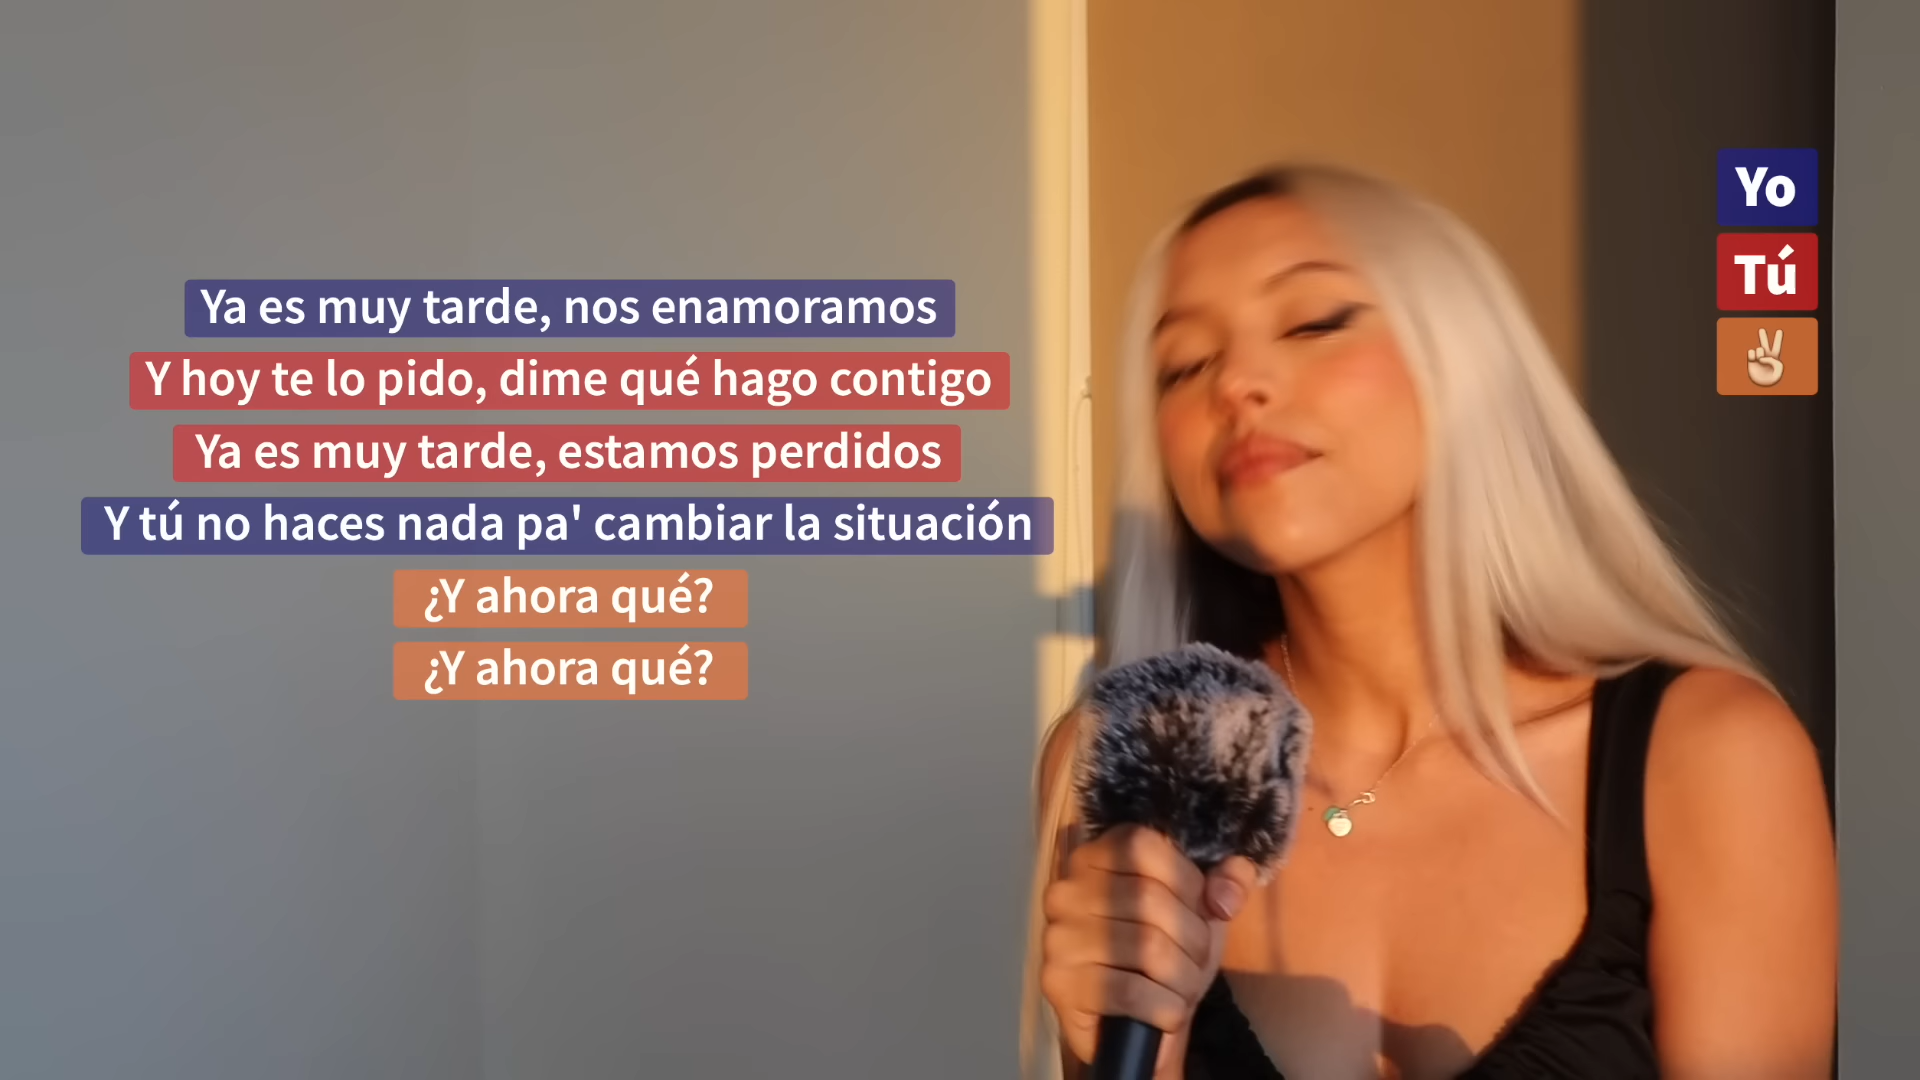 Yo
Tú
Ya es muy tarde, nos enamoramos
Y hoy te lo pido, dime qué hago contigo
Ya es muy tarde, estamos perdidos
Y tú no haces nada pa' cambiar la situación
¿Y ahora qué?
¿Y ahora qué?